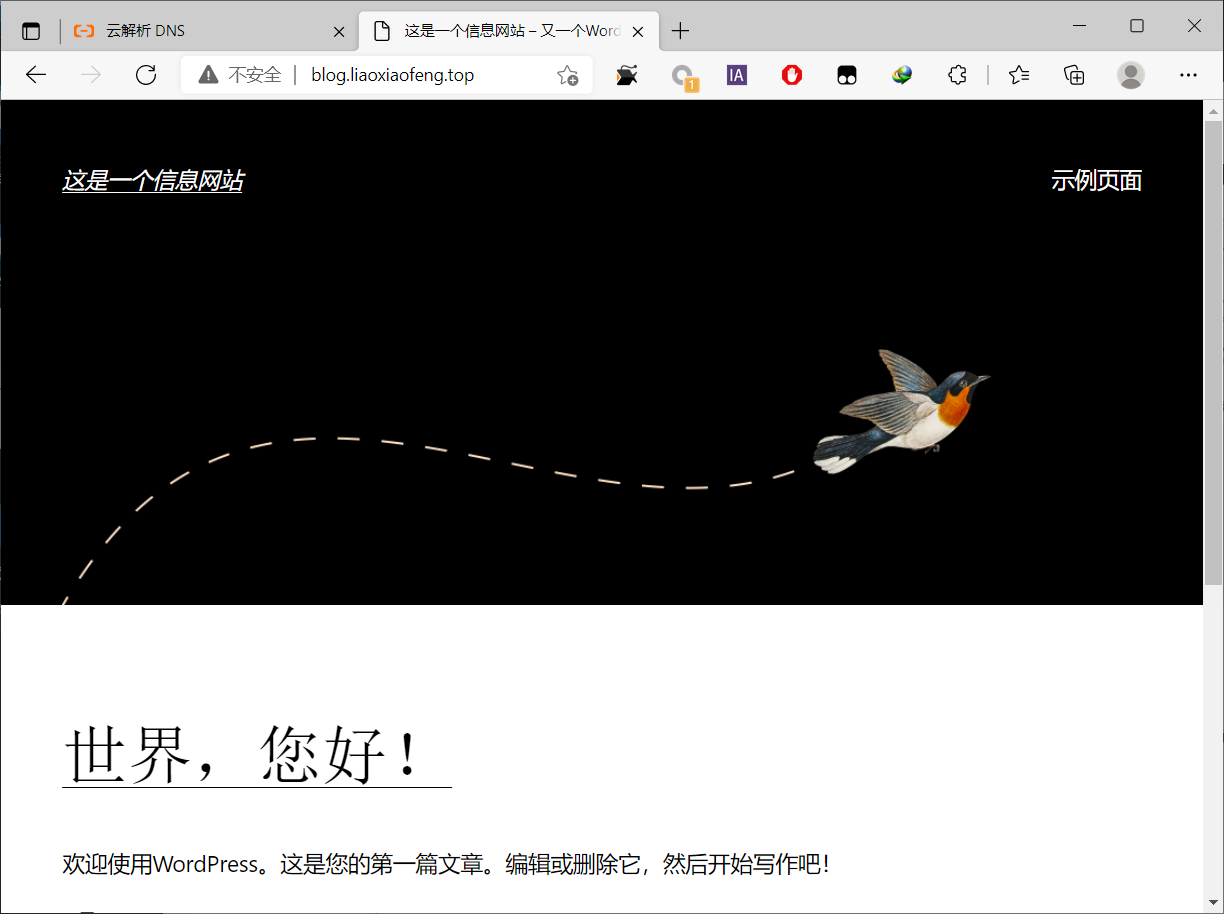 云解析 DNS
这是一个信息网站 – 又一个Word
不安全
blog.liaoxiaofeng.top
1
IA
这是一个信息网站
示例页面
世界，您好！
欢迎使用WordPress。这是您的第一篇文章。编辑或删除它，然后开始写作吧！